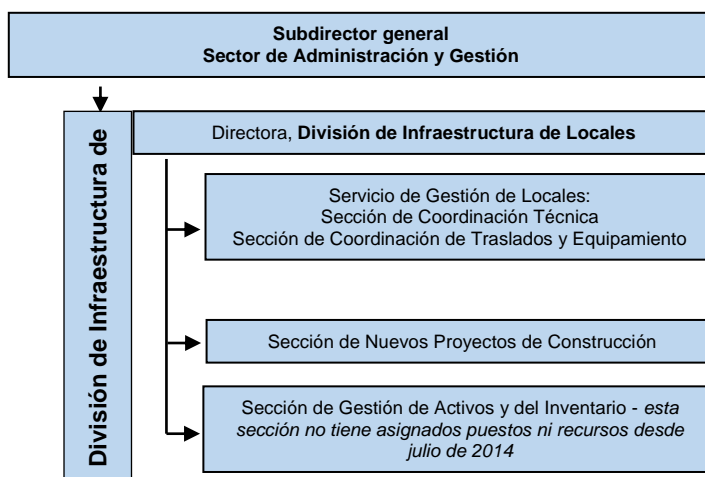 Subdirector general
Sector de Administración y Gestión
División de Infraestructura de
Directora, División de Infraestructura de Locales
Servicio de Gestión de Locales:
Sección de Coordinación Técnica
Sección de Coordinación de Traslados y Equipamiento
Sección de Nuevos Proyectos de Construcción
Sección de Gestión de Activos y del Inventario - esta
sección no tiene asignados puestos ni recursos desde
julio de 2014